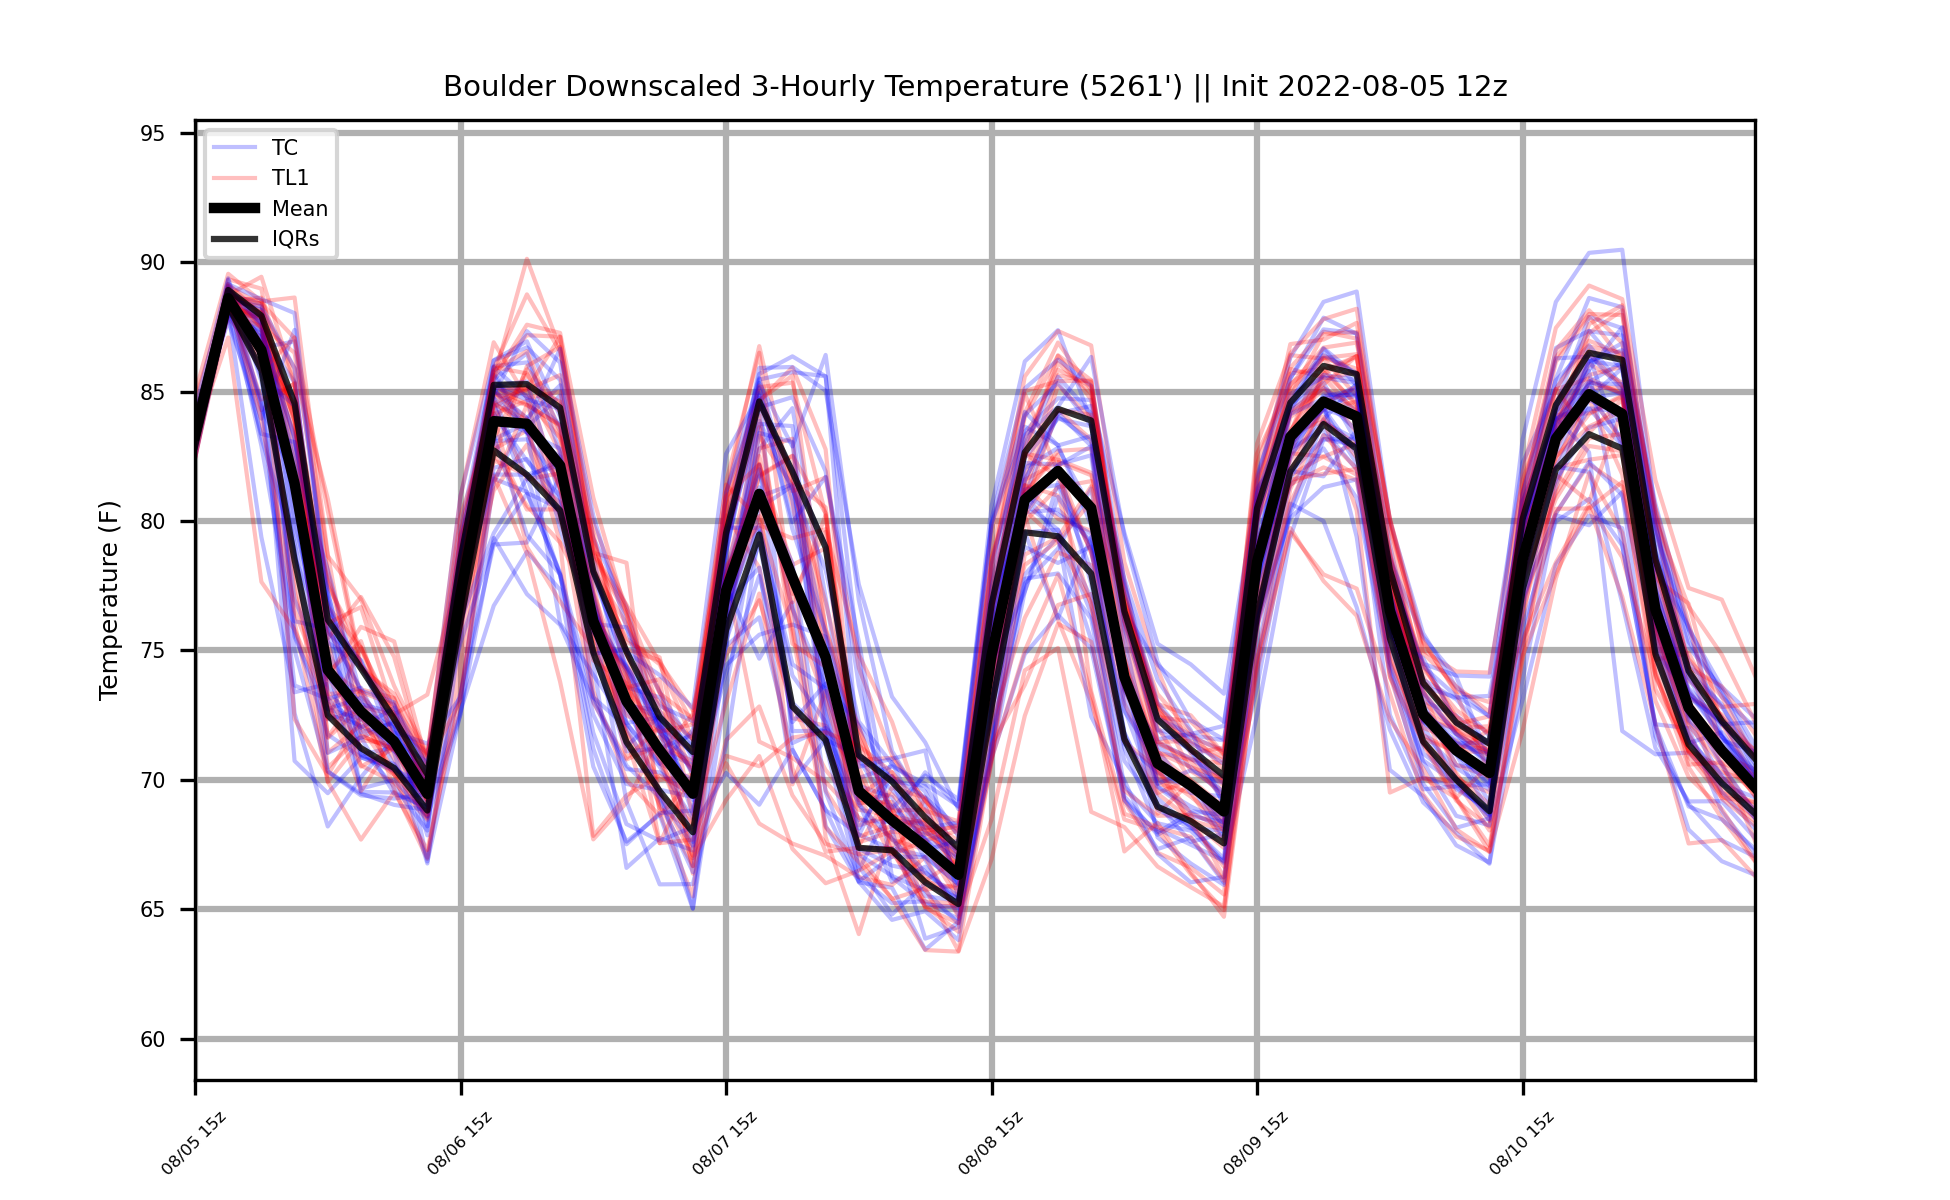 Boulder Downscaled 3-Hourly Temperature (5261') || Init 2022-08-05 12z
TC
TL1
Mean
IQRs
Temperature (F)
95
90
85
80
75
70
65
60
08/05 15z
08/06 15z
08/07 15z
08/08 15z
08/09 15z
08/10 15z